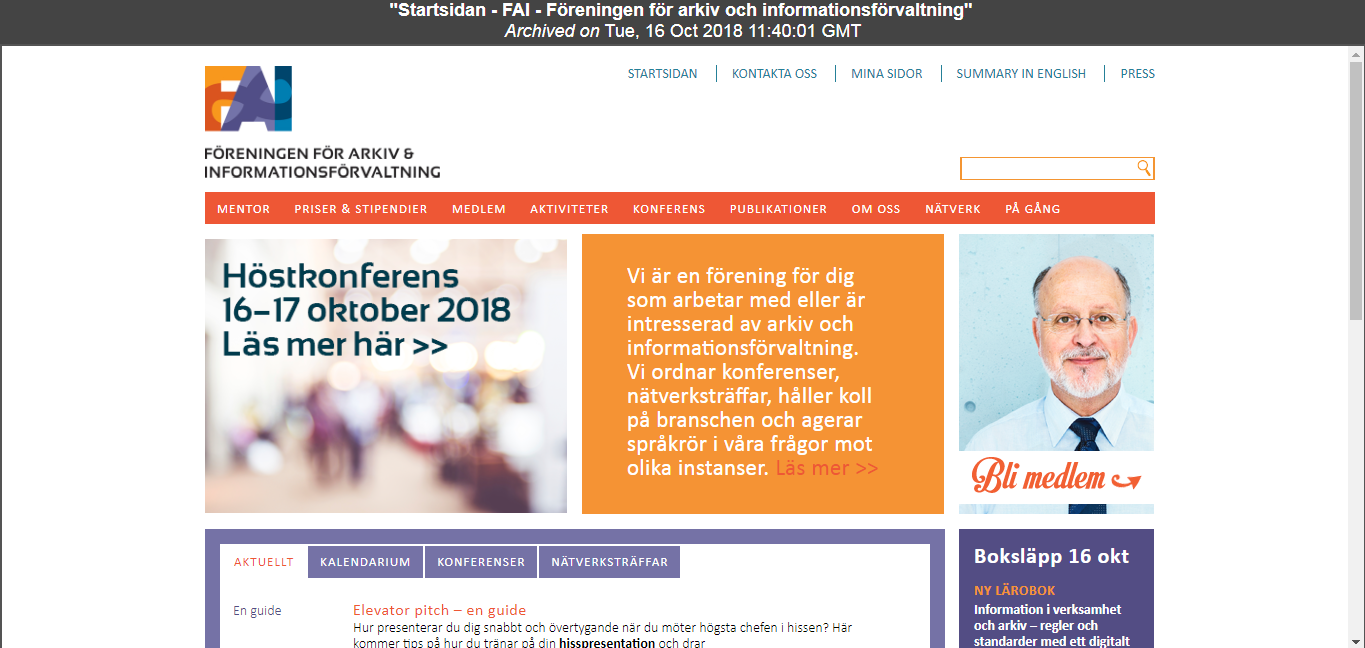 "Startsidan - FAI - Föreningen för arkiv och informationsförvaltning"
Archived on Tue, 16 Oct 2018 11:40:01 GMT
FAI
STARTSIDAN KONTAKTA OSS MINA SIDOR SUMMARY IN ENGLISH PRESS
FÖRENINGEN FÖR ARKIV &
INFORMATIONSFÖRVALTNING
MENTOR PRISER & STIPENDIER MEDLEM AKTIVITETER KONFERENS PUBLIKATIONER OM OSS NÄTVERK PÅ GÅNG
Höstkonferens
16–17 oktober 2018
Läs mer här >>
Vi är en förening för dig
som arbetar med eller är
intresserad av arkiv och
informationsförvaltning.
Vi ordnar konferenser,
nätverksträffar, håller koll
på branschen och agerar
språkrör i våra frågor mot
olika instanser. Läs mer >>
Bli medlem
AKTUELLT KALENDARIUM KONFERENSER NÄTVERKSTRÄFFAR
En guide
Elevator pitch – en guide
Hur presenterar du dig snabbt och övertygande när du möter högsta chefen i hissen? Här
kommer tips på hur du tränar på din hisspresentation och drar
Boksläpp 16 okt
NY LÄROBOK
Information i verksamhet
och arkiv – regler och
standarder med ett digitalt